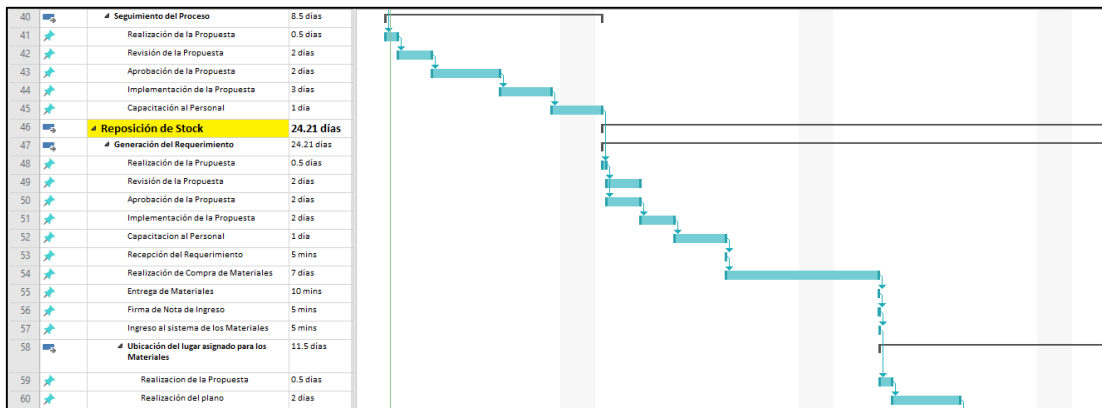 40 Seguimiento del Proceso 8.5 días
41 Realización de la Propuesta 0.5 días
42 Revisión de la Propuesta 2 días
43 Aprobación de la Propuesta 2 días
44 Implementación de la Propuesta 3 días
45 Capacitación al Personal 1 día
46 Reposición de Stock 24.21 días
47 Generación del Requerimiento 24.21 días
48 Realización de la Prupuesta 0.5 días
49 Revisión de la Propuesta 2 días
50 Aprobación de la Propuesta 2 días
51 Implementación de la Propuesta 2 días
52 Capacitacion al Personal 1 día
53 Recepción del Requerimiento 5 mins
54 Realización de Compra de Materiales 7 días
55 Entrega de Materiales 10 mins
56 Firma de Nota de Ingreso 5 mins
57 Ingreso al sistema de los Materiales 5 mins
58 Ubicación del lugar asignado para los 11.5 días
Materiales
59 Realizacion de la Propuesta 0.5 días
60 Realización del plano 2 días